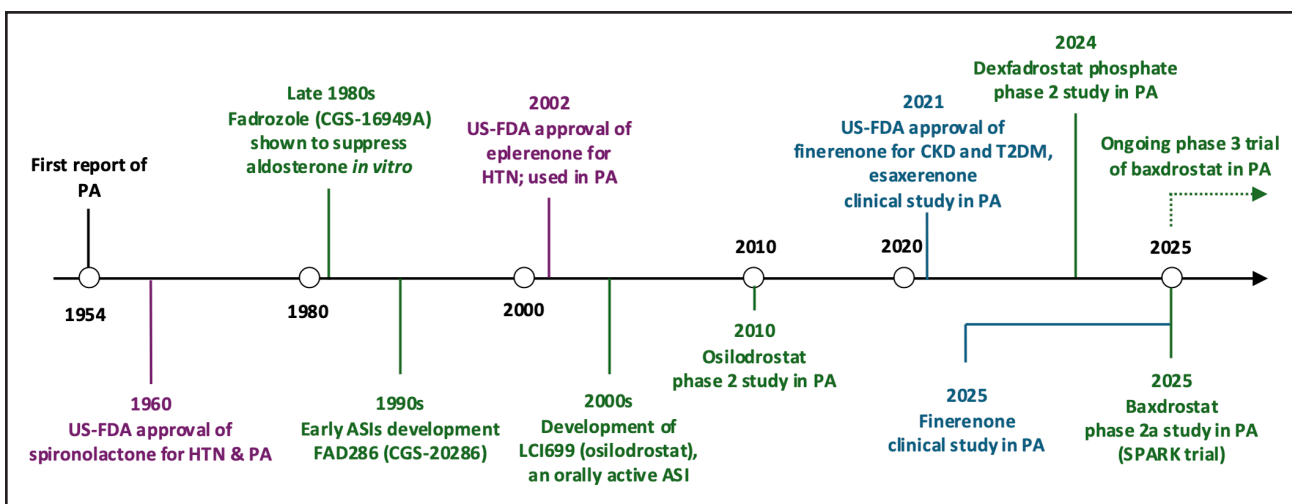 First report of
PA
1954
1960
US-FDA approval of
spironolactone for HTN & PA
1980
Late 1980s
Fadrozole (CGS-16949A)
shown to suppress
aldosterone in vitro
1990s
Early ASIs development
FAD286 (CGS-20286)
2000
2002
US-FDA approval of
eplerenone for
HTN; used in PA
2000s
Development of
LCI699 (osilodrostat),
an orally active ASI
2010
2010
Osilodrostat
phase 2 study in PA
2020
2021
US-FDA approval of
finerenone for CKD and T2DM,
esaxerenone
clinical study in PA
2024
Dexfadrostat phosphate
phase 2 study in PA
2025
Ongoing phase 3 trial
of baxdrostat in PA
2025
Finerenone
clinical study in PA
2025
Baxdrostat
phase 2a study in PA
(SPARK trial)